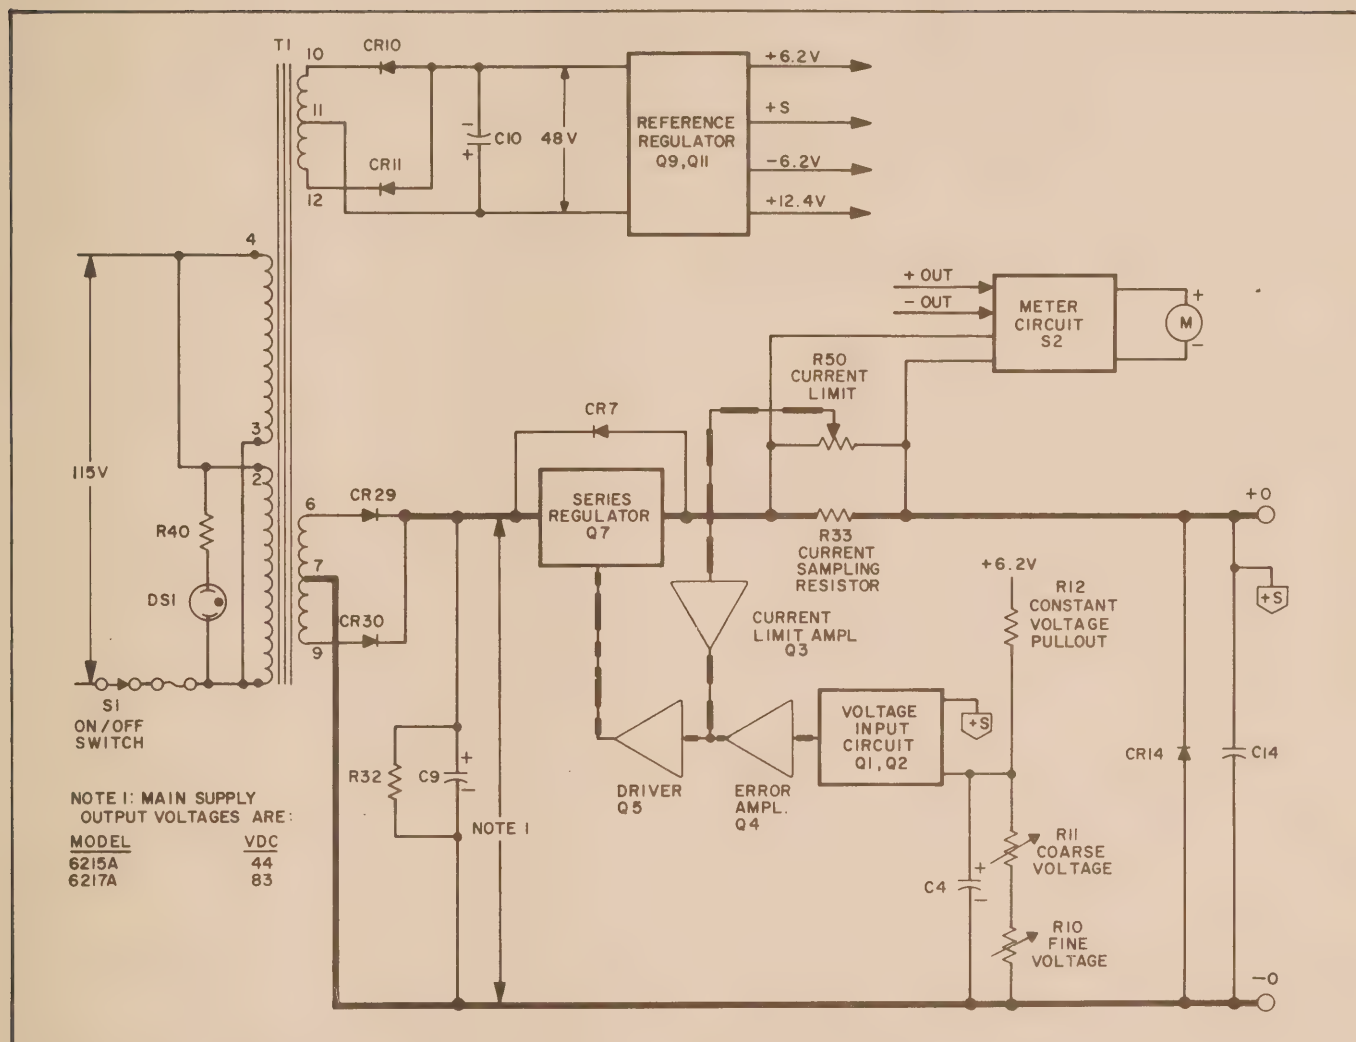 T1
10
CR10
11
CR11
12
C10
-
+
48V
REFERENCE
REGULATOR
Q9,Q11
+6.2V
+S
-6.2V
+12.4V
4
3
2
115V
R40
DS1
S1
ON/OFF
SWITCH
6
7
9
CR29
CR30
CR7
SERIES
REGULATOR
Q7
R50
CURRENT
LIMIT
+ OUT
- OUT
METER
CIRCUIT
S2
+
M
-
R33
CURRENT
SAMPLING
RESISTOR
CURRENT
LIMIT AMPL
Q3
+6.2V
R12
CONSTANT
VOLTAGE
PULLOUT
+O
+S
VOLTAGE
INPUT
CIRCUIT
Q1,Q2
+S
DRIVER
Q5
ERROR
AMPL.
Q4
R32
C9
+
-
NOTE 1
CR14
C14
C4
+
-
R11
COARSE
VOLTAGE
R10
FINE
VOLTAGE
-O
NOTE 1: MAIN SUPPLY
OUTPUT VOLTAGES ARE:
MODEL VDC
6215A 44
6217A 83